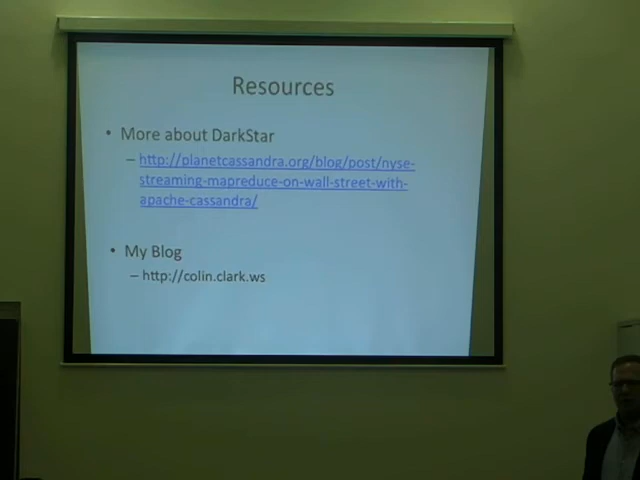 Resources
• More about DarkStar
– http://planetcassandra.org/blog/post/nyse-
streaming-mapreduce-on-wall-street-with-
apache-cassandra/
• My Blog
– http://colin.clark.ws